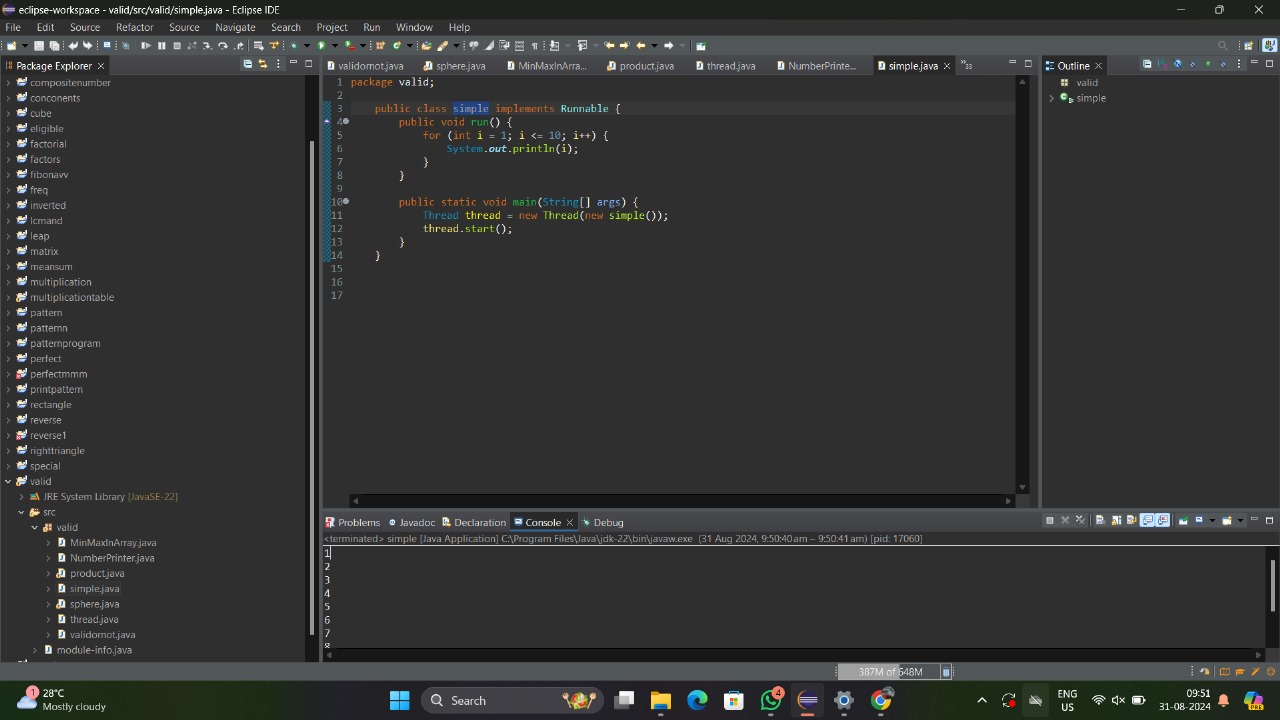 eclipse-workspace - valid/src/valid/simple.java - Eclipse IDE
File Edit Source Refactor Source Navigate Search Project Run Window Help
Package Explorer
compositenumber
conconents
cube
eligible
factorial
factors
fibonavv
freq
inverted
lcmand
leap
matrix
meansum
multiplication
multiplicationtable
pattern
patternn
patternprogram
perfect
perfectmmm
printpattern
rectangle
reverse
reverse1
righttriangle
special
valid
JRE System Library [JavaSE-22]
src
valid
MinMaxInArray.java
NumberPrinter.java
product.java
simple.java
sphere.java
thread.java
validornot.java
module-info.java
validornot.java sphere.java MinMaxInArra... product.java thread.java NumberPrinte... simple.java 33
1 package valid;
2
3 public class simple implements Runnable {
4 public void run() {
5 for (int i = 1; i <= 10; i++) {
6 System.out.println(i);
7 }
8 }
9
10 public static void main(String[] args) {
11 Thread thread = new Thread(new simple());
12 thread.start();
13 }
14 }
15
16
17
Outline
valid
simple
Problems Javadoc Declaration Console Debug
<terminated> simple [Java Application] C:\Program Files\Java\jdk-22\bin\javaw.exe (31 Aug 2024, 9:50:40 am – 9:50:41 am) [pid: 17060]
1
2
3
4
5
6
7
8
387M of 648M
1
28°C
Mostly cloudy
Search
4
ENG
US
09:51
31-08-2024
PRE